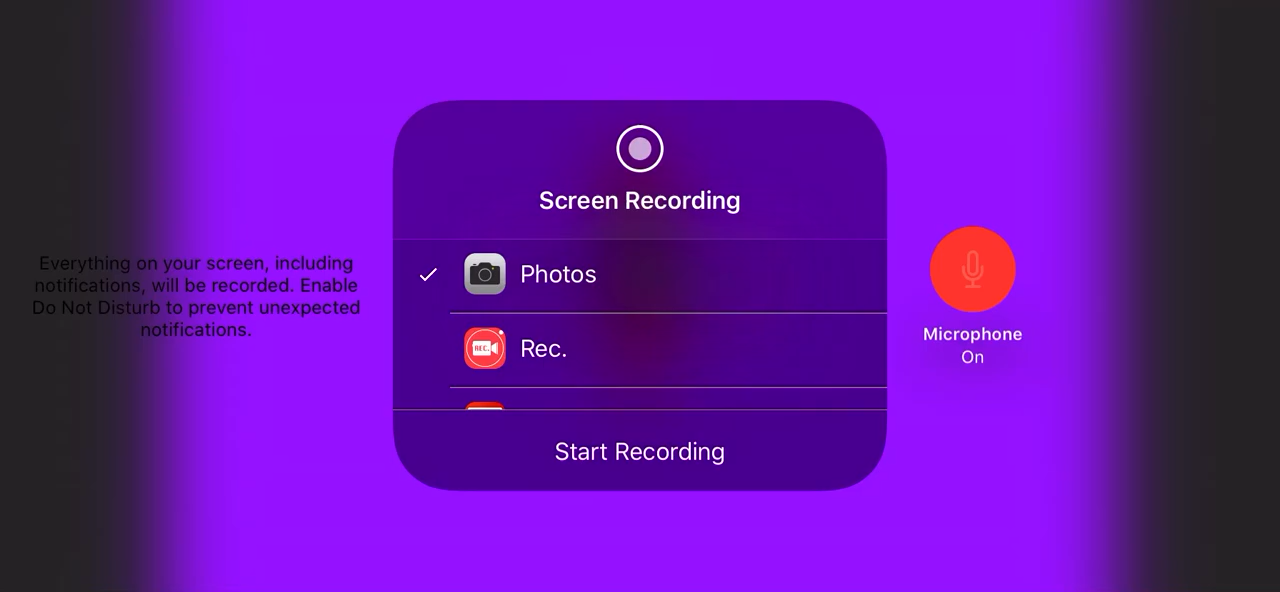 Screen Recording
Everything on your screen, including
notifications, will be recorded. Enable
Do Not Disturb to prevent unexpected
notifications.
Photos
REC.
Rec.
Microphone
On
Start Recording